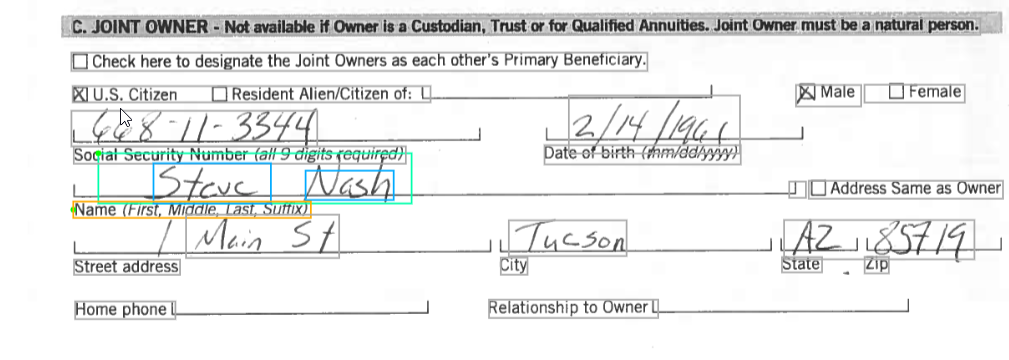 C. JOINT OWNER - Not available if Owner is a Custodian, Trust or for Qualified Annuities. Joint Owner must be a natural person.
Check here to designate the Joint Owners as each other's Primary Beneficiary.
U.S. Citizen Resident Alien/Citizen of: Male Female
668-11-3344 2/14/1961
Social Security Number (all 9 digits required) Date of birth (mm/dd/yyyy)
Steve Nash Address Same as Owner
Name (First, Middle, Last, Suffix)
1 Main St Tucson AZ 85719
Street address City State Zip
Home phone Relationship to Owner